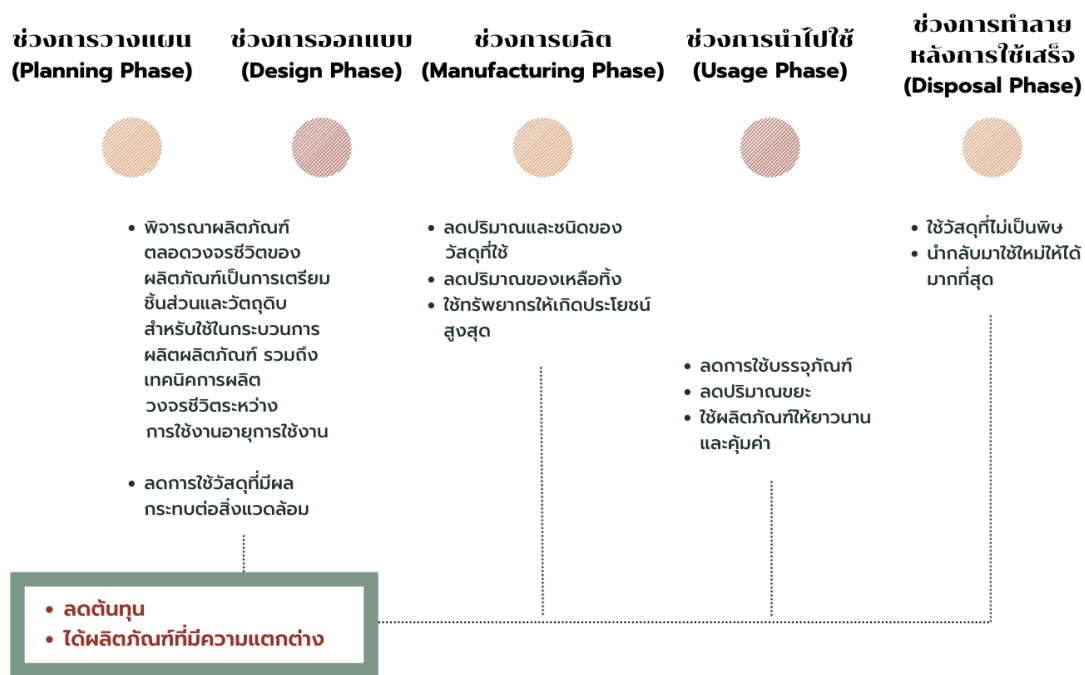 ช่วงการวางแผน
(Planning Phase)
ช่วงการออกแบบ
(Design Phase)
ช่วงการผลิต
(Manufacturing Phase)
ช่วงการนำไปใช้
(Usage Phase)
ช่วงการทำลาย
หลังการใช้เสร็จ
(Disposal Phase)
• พิจารณาผลิตภัณฑ์
ตลอดวงจรชีวิตของ
ผลิตภัณฑ์เป็นการเตรียม
ชิ้นส่วนและวัตถุดิบ
สำหรับใช้ในกระบวนการ
ผลิตผลิตภัณฑ์ รวมถึง
เทคนิคการผลิต
วงจรชีวิตระหว่าง
การใช้งานอายุการใช้งาน
• ลดการใช้วัสดุที่มีผล
กระทบต่อสิ่งแวดล้อม
• ลดปริมาณและชนิดของ
วัสดุที่ใช้
• ลดปริมาณของเหลือทิ้ง
• ใช้ทรัพยากรให้เกิดประโยชน์
สูงสุด
• ลดการใช้บรรจุภัณฑ์
• ลดปริมาณขยะ
• ใช้ผลิตภัณฑ์ให้ยาวนาน
และคุ้มค่า
• ใช้วัสดุที่ไม่เป็นพิษ
• นำกลับมาใช้ใหม่ให้ได้
มากที่สุด
• ลดต้นทุน
• ได้ผลิตภัณฑ์ที่มีความแตกต่าง